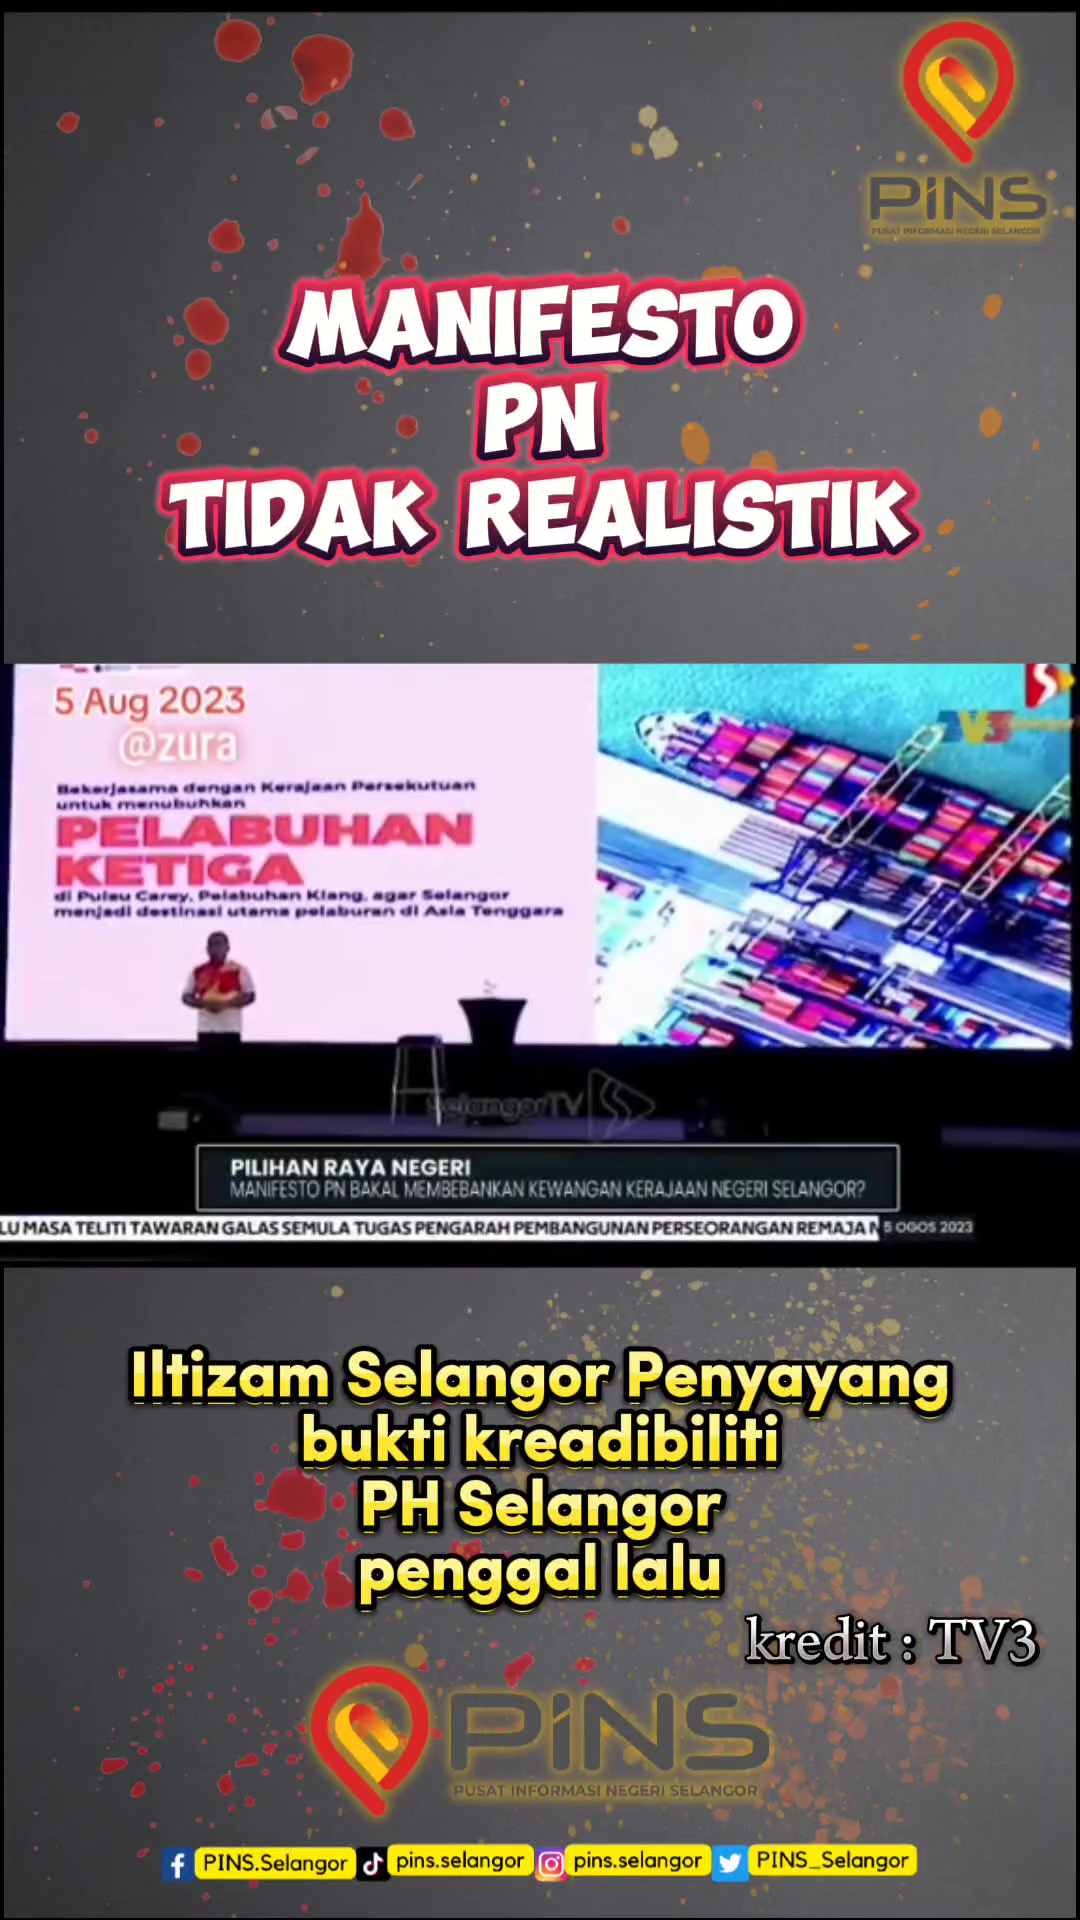 PiNS
PUSAT INFORMASI NEGERI SELANGOR
MANIFESTO
PN
TIDAK REALISTIK
5 Aug 2023
@zura
TV3
Bekerjasama dengan Kerajaan Persekutuan
untuk menubuhkan
PELABUHAN
KETIGA
di Pulau Carey, Pelabuhan Klang, agar Selangor
menjadi destinasi utama pelaburan di Asia Tenggara
SelangorTV
PILIHAN RAYA NEGERI
MANIFESTO PN BAKAL MEMBEBANKAN KEWANGAN KERAJAAN NEGERI SELANGOR?
LU MASA TELITI TAWARAN GALAS SEMULA TUGAS PENGARAH PEMBANGUNAN PERSEORANGAN REMAJA 5 OGOS 2023
Iltizam Selangor Penyayang
bukti kreadibiliti
PH Selangor
penggal lalu
kredit : TV3
PiNS
PUSAT INFORMASI NEGERI SELANGOR
PINS.Selangor pins.selangor pins.selangor PINS_Selangor